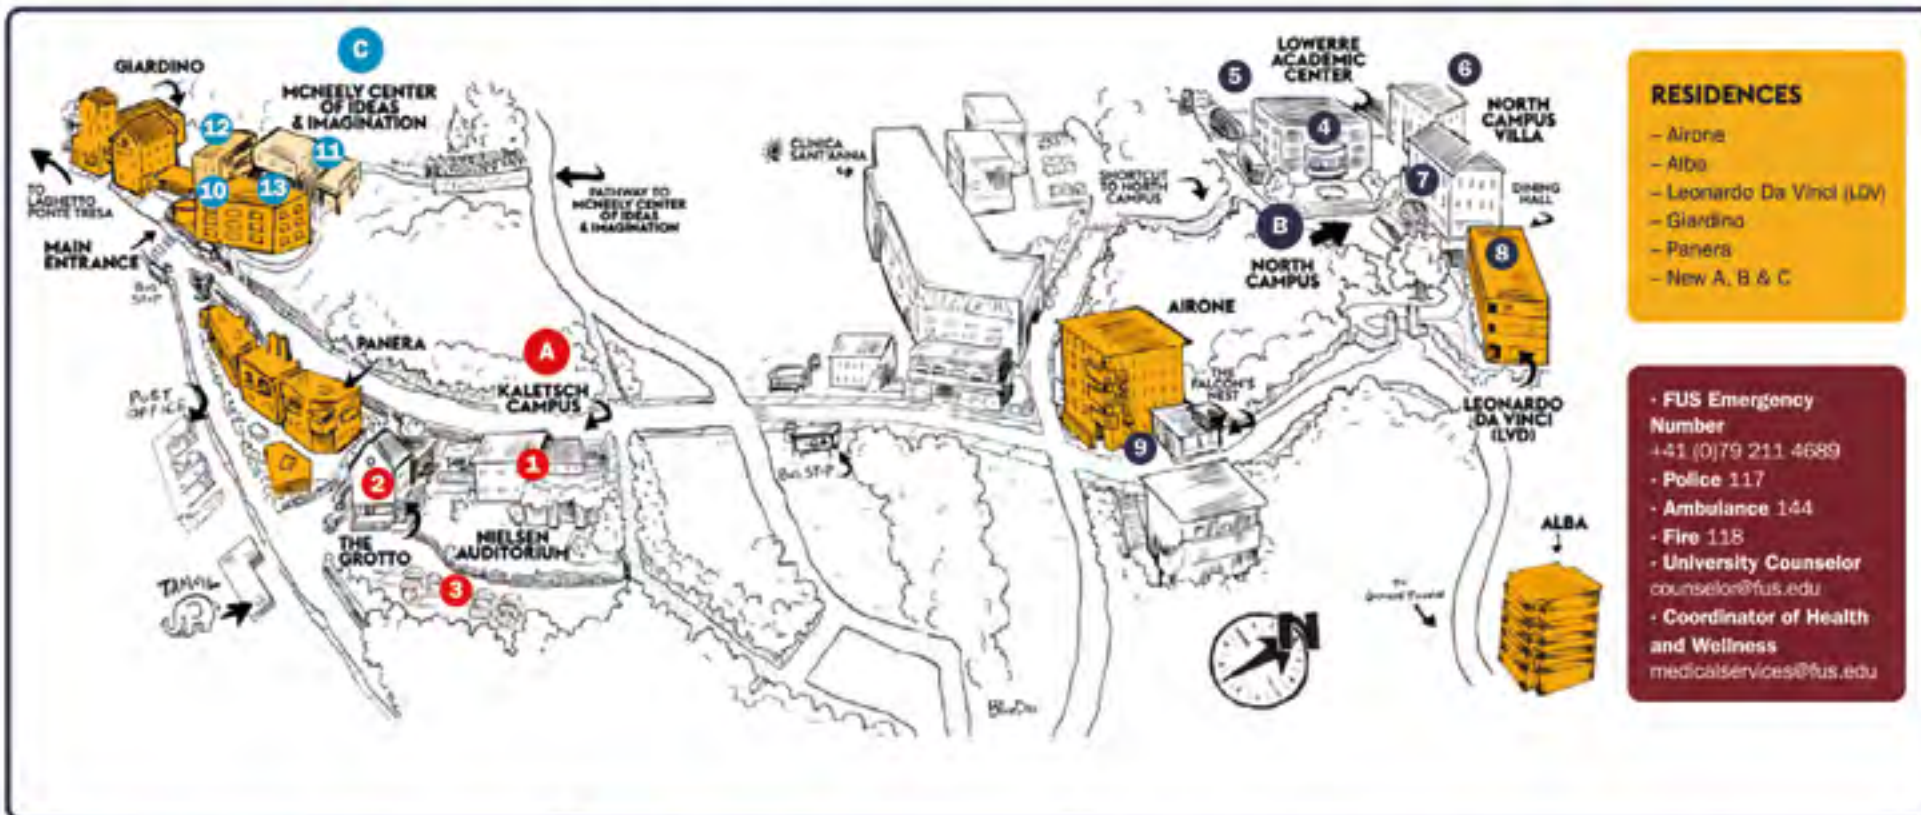 GIARDINO
C
MCNEELY CENTER
OF IDEAS
& IMAGINATION
12
11
10
13
TO
LAGHETTO
PONTE TRESA
MAIN
ENTRANCE
BUS
ST-P
PATHWAY TO
MCNEELY CENTER
OF IDEAS
& IMAGINATION
PANERA
POST
OFFICE
A
KALETSCH
CAMPUS
1
2
THE
GROTTO
NIELSEN
AUDITORIUM
3
TAMOIL
CLINICA
SANT'ANNA
SHORTCUT
TO NORTH
CAMPUS
5
LOWERRE
ACADEMIC
CENTER
4
6
NORTH
CAMPUS
VILLA
7
DINING
HALL
B
NORTH
CAMPUS
8
AIRONE
THE
FALCON'S
NEST
9
BUS ST-P
LEONARDO
DA VINCI
(LVD)
ALBA
N
RESIDENCES
– Airone
– Alba
– Leonardo Da Vinci (LDV)
– Giardino
– Panera
– New A, B & C
· FUS Emergency
Number
+41 (0)79 211 4689
· Police 117
· Ambulance 144
· Fire 118
· University Counselor
counselor@fus.edu
· Coordinator of Health
and Wellness
medicalservices@fus.edu